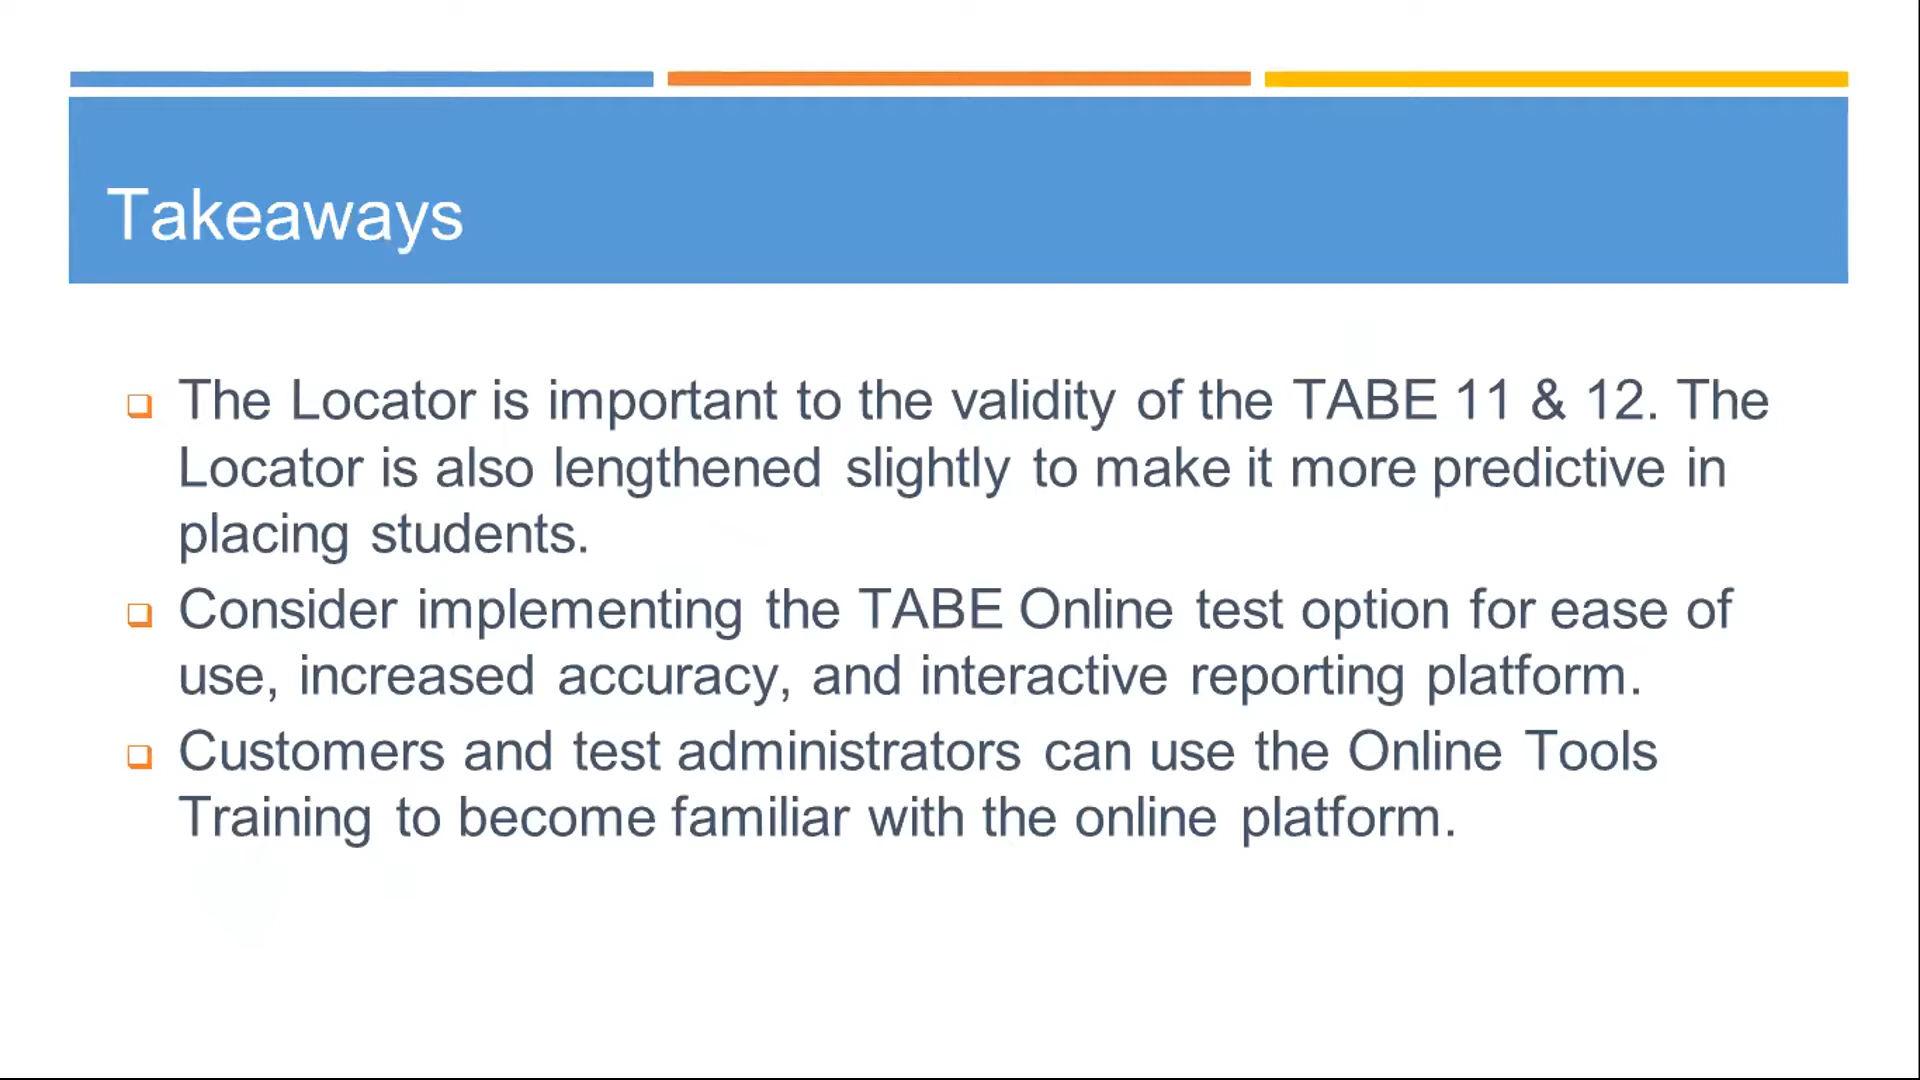 Takeaways
The Locator is important to the validity of the TABE 11 & 12. The
Locator is also lengthened slightly to make it more predictive in
placing students.
Consider implementing the TABE Online test option for ease of
use, increased accuracy, and interactive reporting platform.
Customers and test administrators can use the Online Tools
Training to become familiar with the online platform.